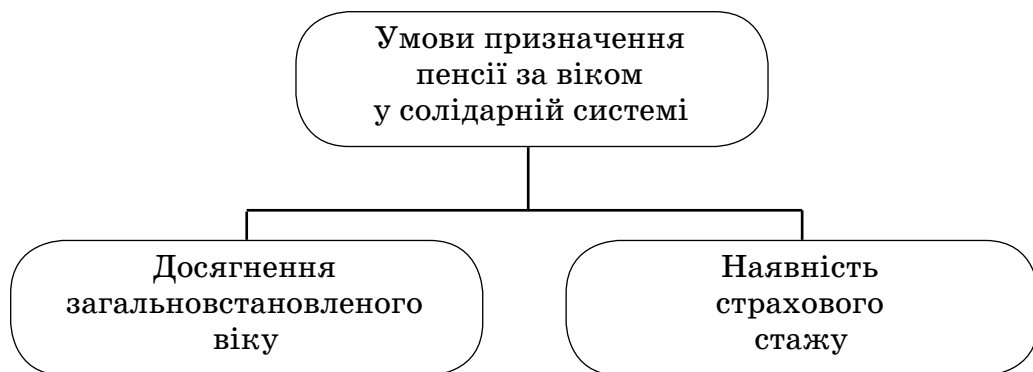 Умови призначення
пенсії за віком
у солідарній системі
Досягнення
загальновстановленого
віку
Наявність
страхового
стажу